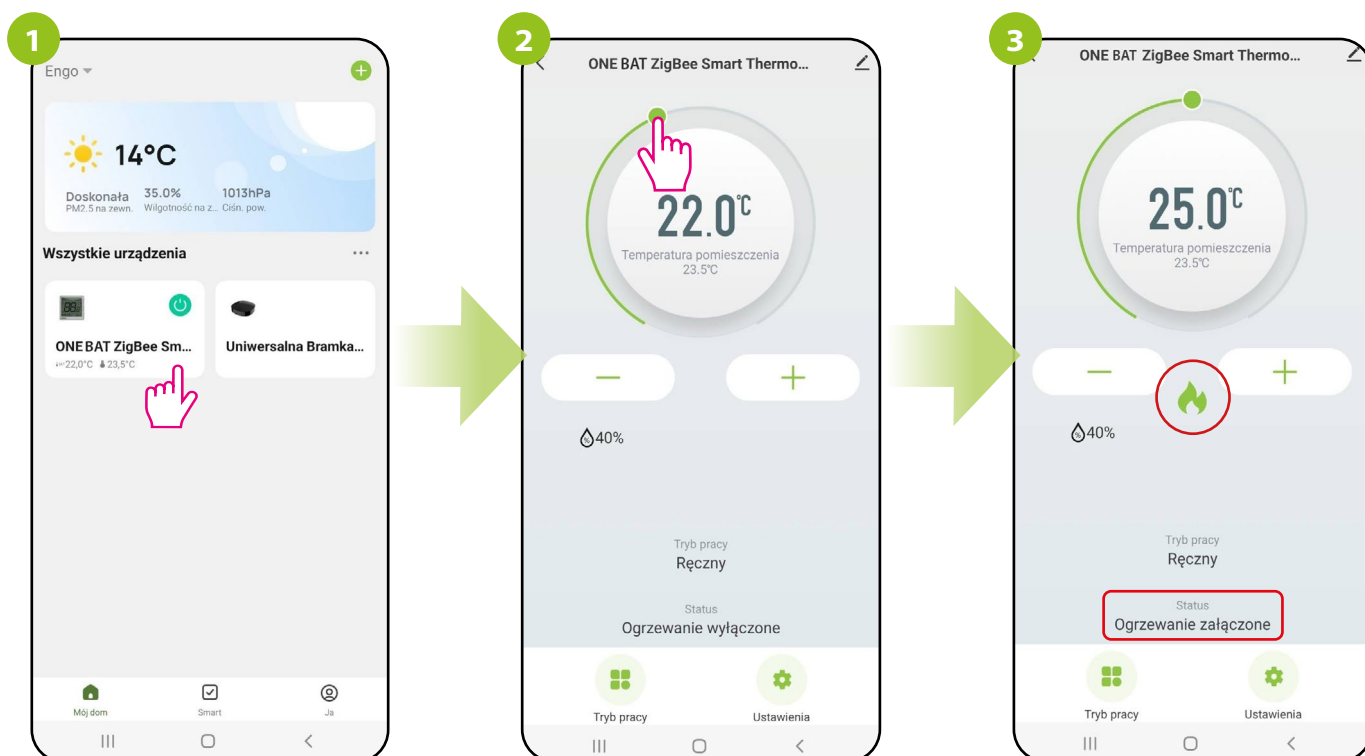 1
Engo
14°C
Doskonała
PM2.5 na zewn.
35.0%
Wilgotność na z...
1013hPa
Ciśn. pow.
Wszystkie urządzenia
ONE BAT ZigBee Sm...
22,0°C 23,5°C
Uniwersalna Bramka...
Mój dom
Smart
Ja
2
ONE BAT ZigBee Smart Thermo...
22.0°C
Temperatura pomieszczenia
23.5°C
− +
40%
Tryb pracy
Ręczny
Status
Ogrzewanie wyłączone
Tryb pracy
Ustawienia
3
ONE BAT ZigBee Smart Thermo...
25.0°C
Temperatura pomieszczenia
23.5°C
− +
40%
Tryb pracy
Ręczny
Status
Ogrzewanie załączone
Tryb pracy
Ustawienia